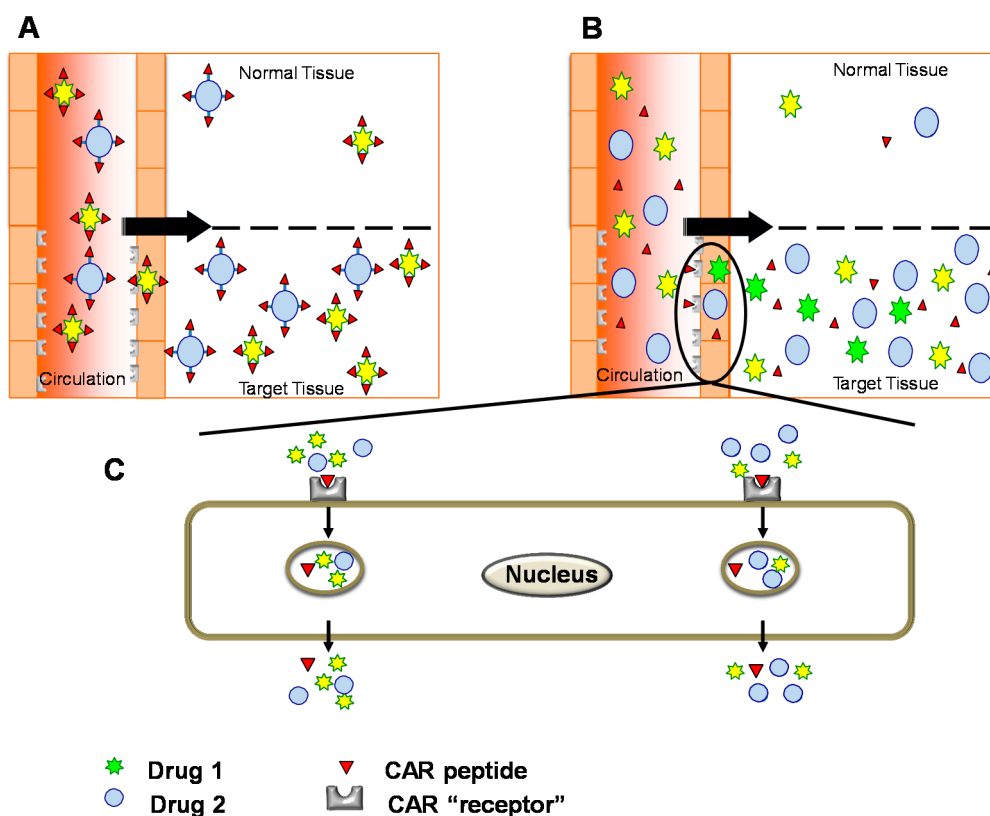 A
B
Normal Tissue
Normal Tissue
Circulation
Target Tissue
Circulation
Target Tissue
C
Nucleus
Drug 1
CAR peptide
Drug 2
CAR “receptor”